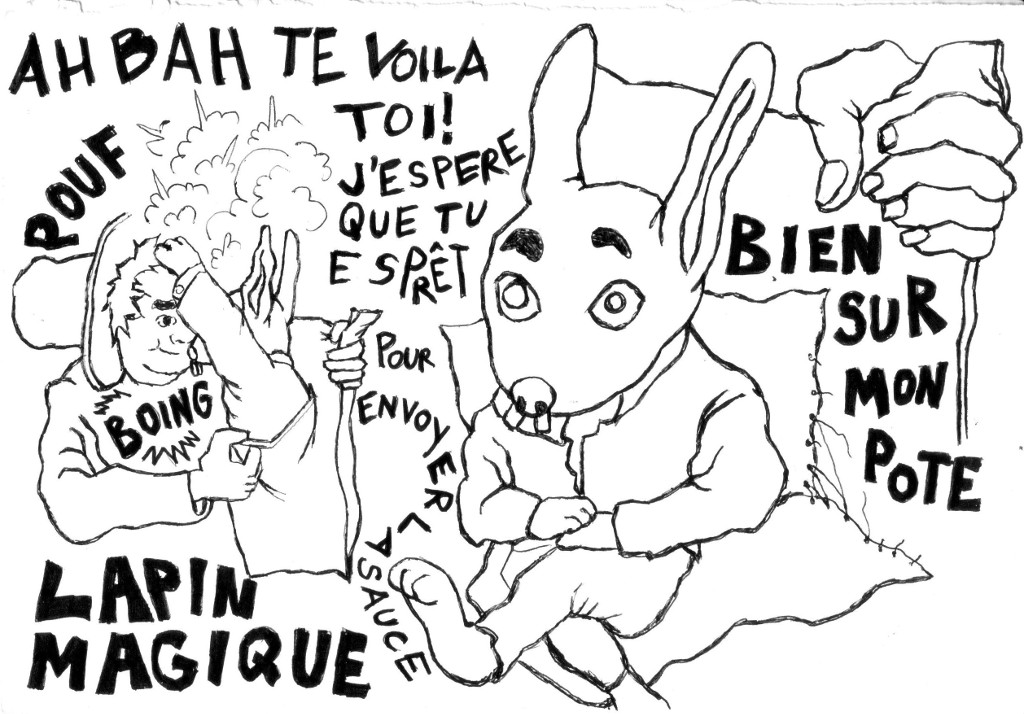 AH BAH TE VOILA
TOI!
J'ESPERE
QUE TU
ES PRÊT
POUR
ENVOYER LA SAUCE
POUF
BOING
LAPIN
MAGIQUE
BIEN
SUR
MON
POTE